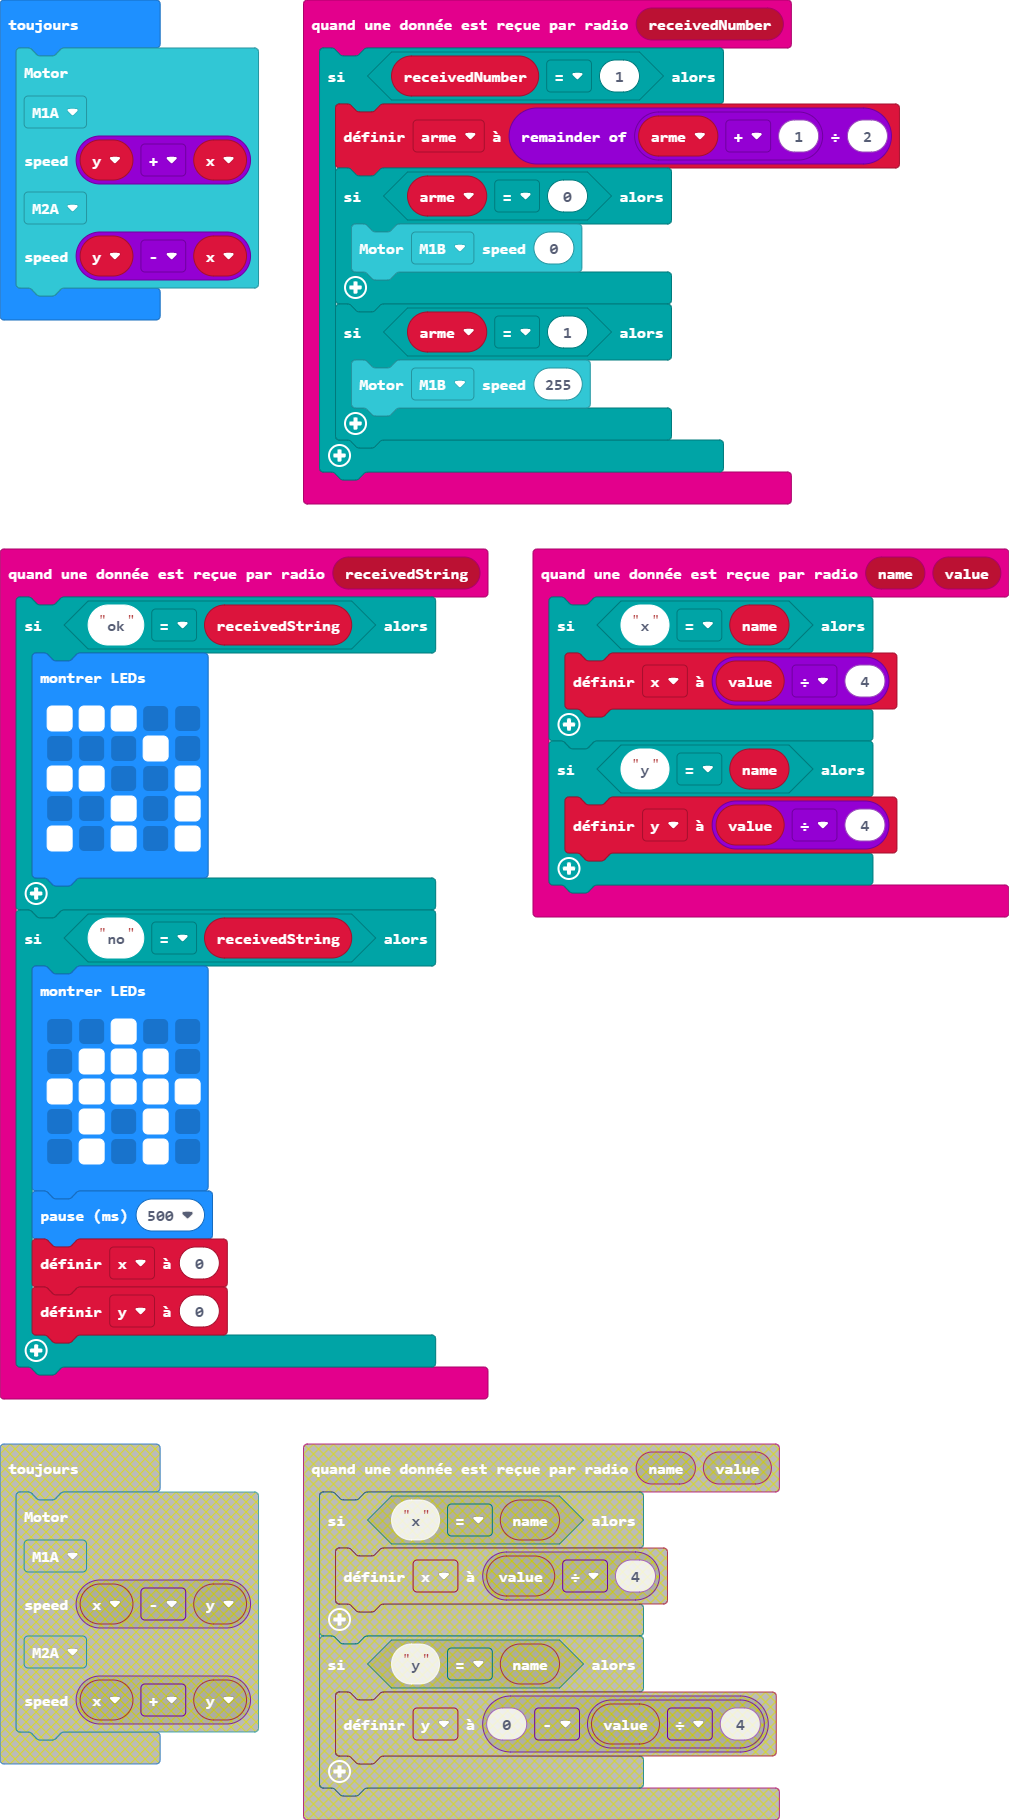 toujours
Motor
M1A
speed y + x
M2A
speed y - x
quand une donnée est reçue par radio receivedNumber
si receivedNumber = 1 alors
définir arme à remainder of arme + 1 ÷ 2
si arme = 0 alors
Motor M1B speed 0
si arme = 1 alors
Motor M1B speed 255
quand une donnée est reçue par radio receivedString
si "ok" = receivedString alors
montrer LEDs
si "no" = receivedString alors
montrer LEDs
pause (ms) 500
définir x à 0
définir y à 0
quand une donnée est reçue par radio name value
si "x" = name alors
définir x à value ÷ 4
si "y" = name alors
définir y à value ÷ 4
toujours
Motor
M1A
speed x - y
M2A
speed x + y
quand une donnée est reçue par radio name value
si "x" = name alors
définir x à value ÷ 4
si "y" = name alors
définir y à 0 - value ÷ 4